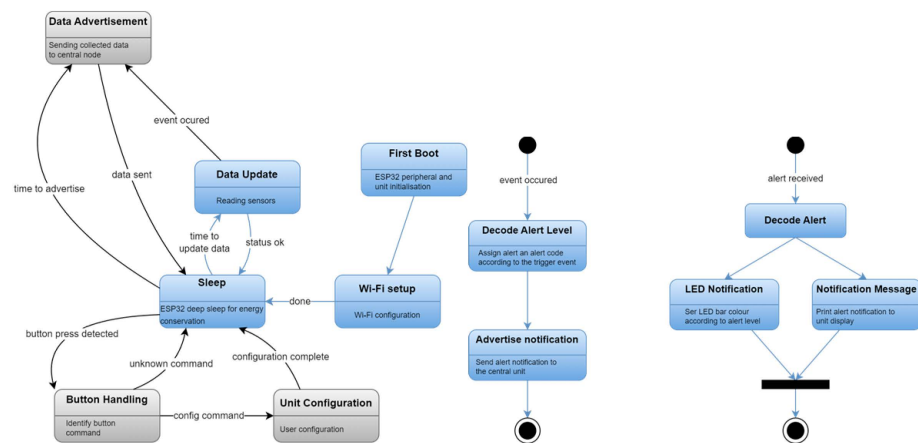 Data Advertisement
Sending collected data
to central node
event ocured
time to advertise
data sent
Data Update
Reading sensors
time to
update data
status ok
First Boot
ESP32 peripheral and
unit initialisation
Sleep
ESP32 deep sleep for energy
conservation
done
Wi-Fi setup
Wi-Fi configuration
button press detected
unknown command
configuration complete
Button Handling
Identify button
command
config command
Unit Configuration
User configuration
event occured
Decode Alert Level
Assign alert an alert code
according to the trigger event
Advertise notification
Send alert notification to
the central unit
alert received
Decode Alert
LED Notification
Ser LED bar colour
according to alert level
Notification Message
Print alert notification to
unit display